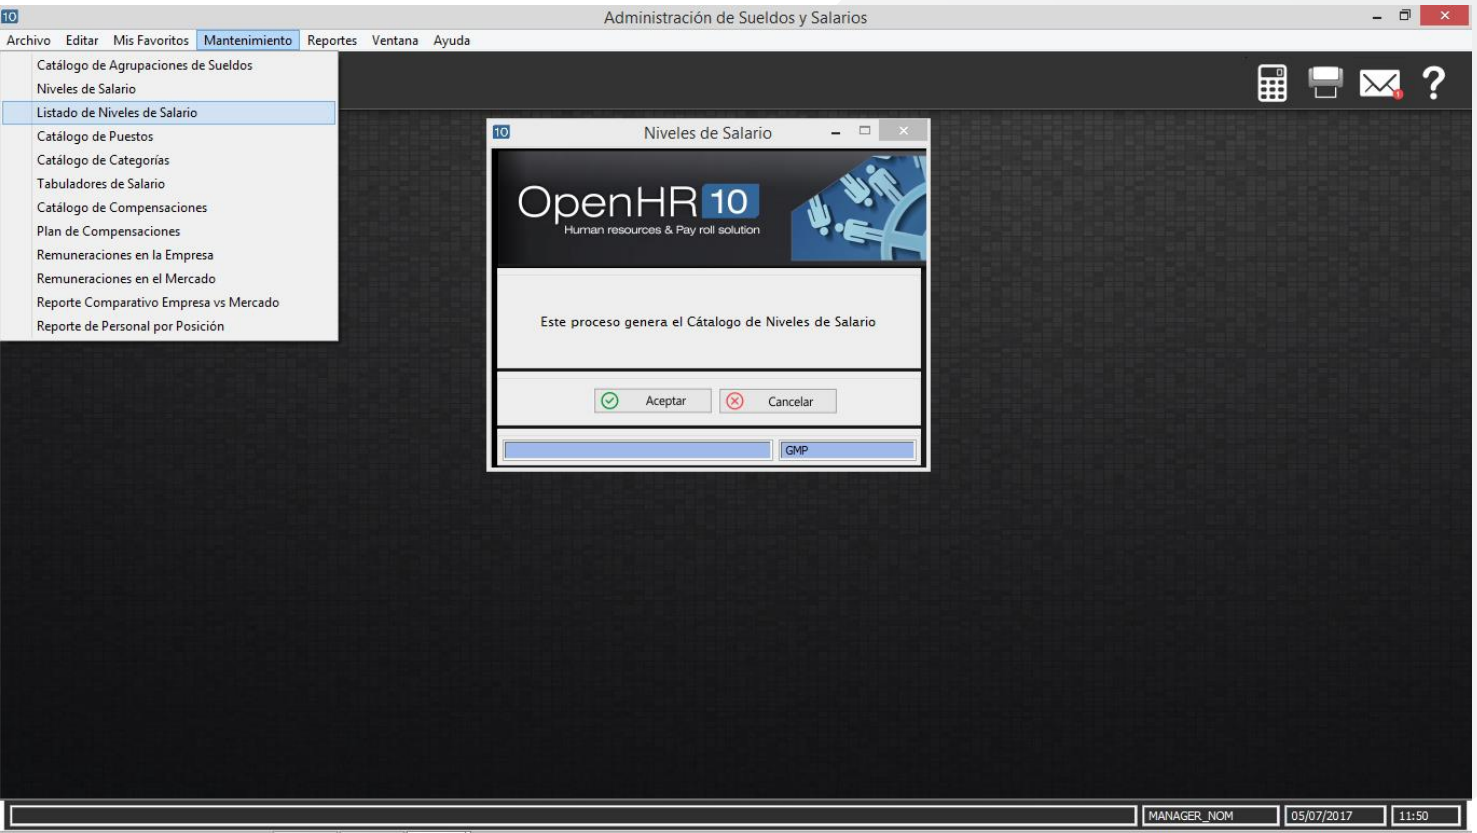 10 Administración de Sueldos y Salarios
Archivo Editar Mis Favoritos Mantenimiento Reportes Ventana Ayuda
Catálogo de Agrupaciones de Sueldos
Niveles de Salario
Listado de Niveles de Salario
Catálogo de Puestos
Catálogo de Categorías
Tabuladores de Salario
Catálogo de Compensaciones
Plan de Compensaciones
Remuneraciones en la Empresa
Remuneraciones en el Mercado
Reporte Comparativo Empresa vs Mercado
Reporte de Personal por Posición
1
10 Niveles de Salario
OpenHR 10
Human resources & Pay roll solution
Este proceso genera el Cátalogo de Niveles de Salario
Aceptar Cancelar
GMP
MANAGER_NOM 05/07/2017 11:50